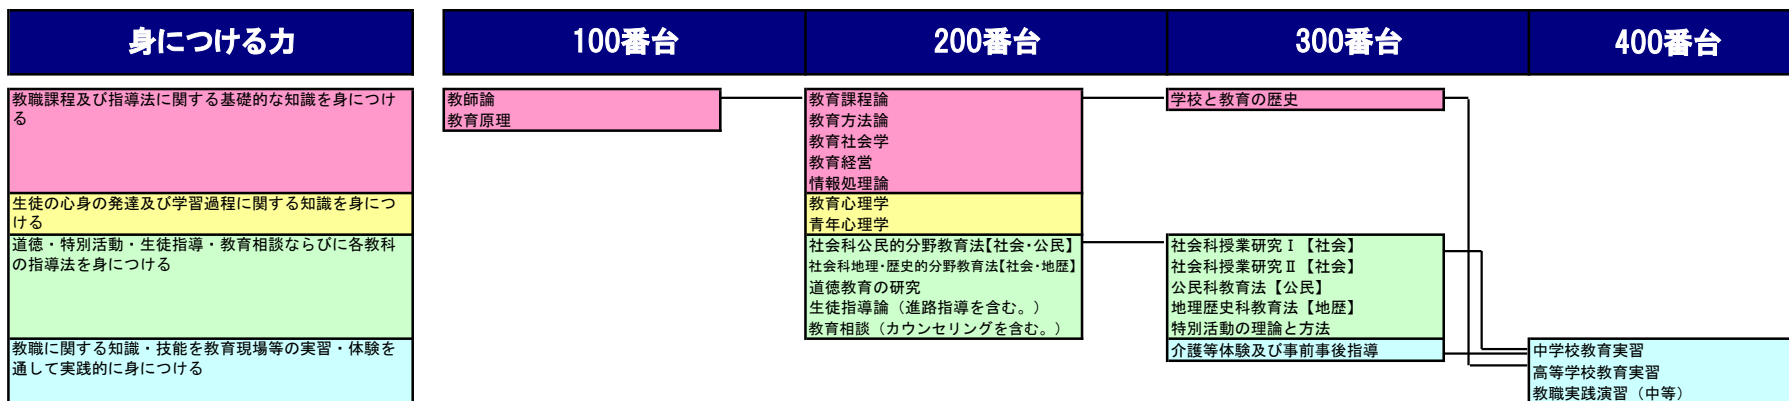 身につける力
100番台
200番台
300番台
400番台
教職課程及び指導法に関する基礎的な知識を身につけ
る
教師論
教育原理
教育課程論
教育方法論
教育社会学
教育経営
情報処理論
学校と教育の歴史
生徒の心身の発達及び学習過程に関する知識を身につ
ける
教育心理学
青年心理学
道徳・特別活動・生徒指導・教育相談ならびに各教科
の指導法を身につける
社会科公民的分野教育法【社会・公民】
社会科地理・歴史的分野教育法【社会・地歴】
道徳教育の研究
生徒指導論（進路指導を含む。）
教育相談（カウンセリングを含む。）
社会科授業研究Ⅰ【社会】
社会科授業研究Ⅱ【社会】
公民科教育法【公民】
地理歴史科教育法【地歴】
特別活動の理論と方法
教職に関する知識・技能を教育現場等の実習・体験を
通して実践的に身につける
介護等体験及び事前事後指導
中学校教育実習
高等学校教育実習
教職実践演習（中等）